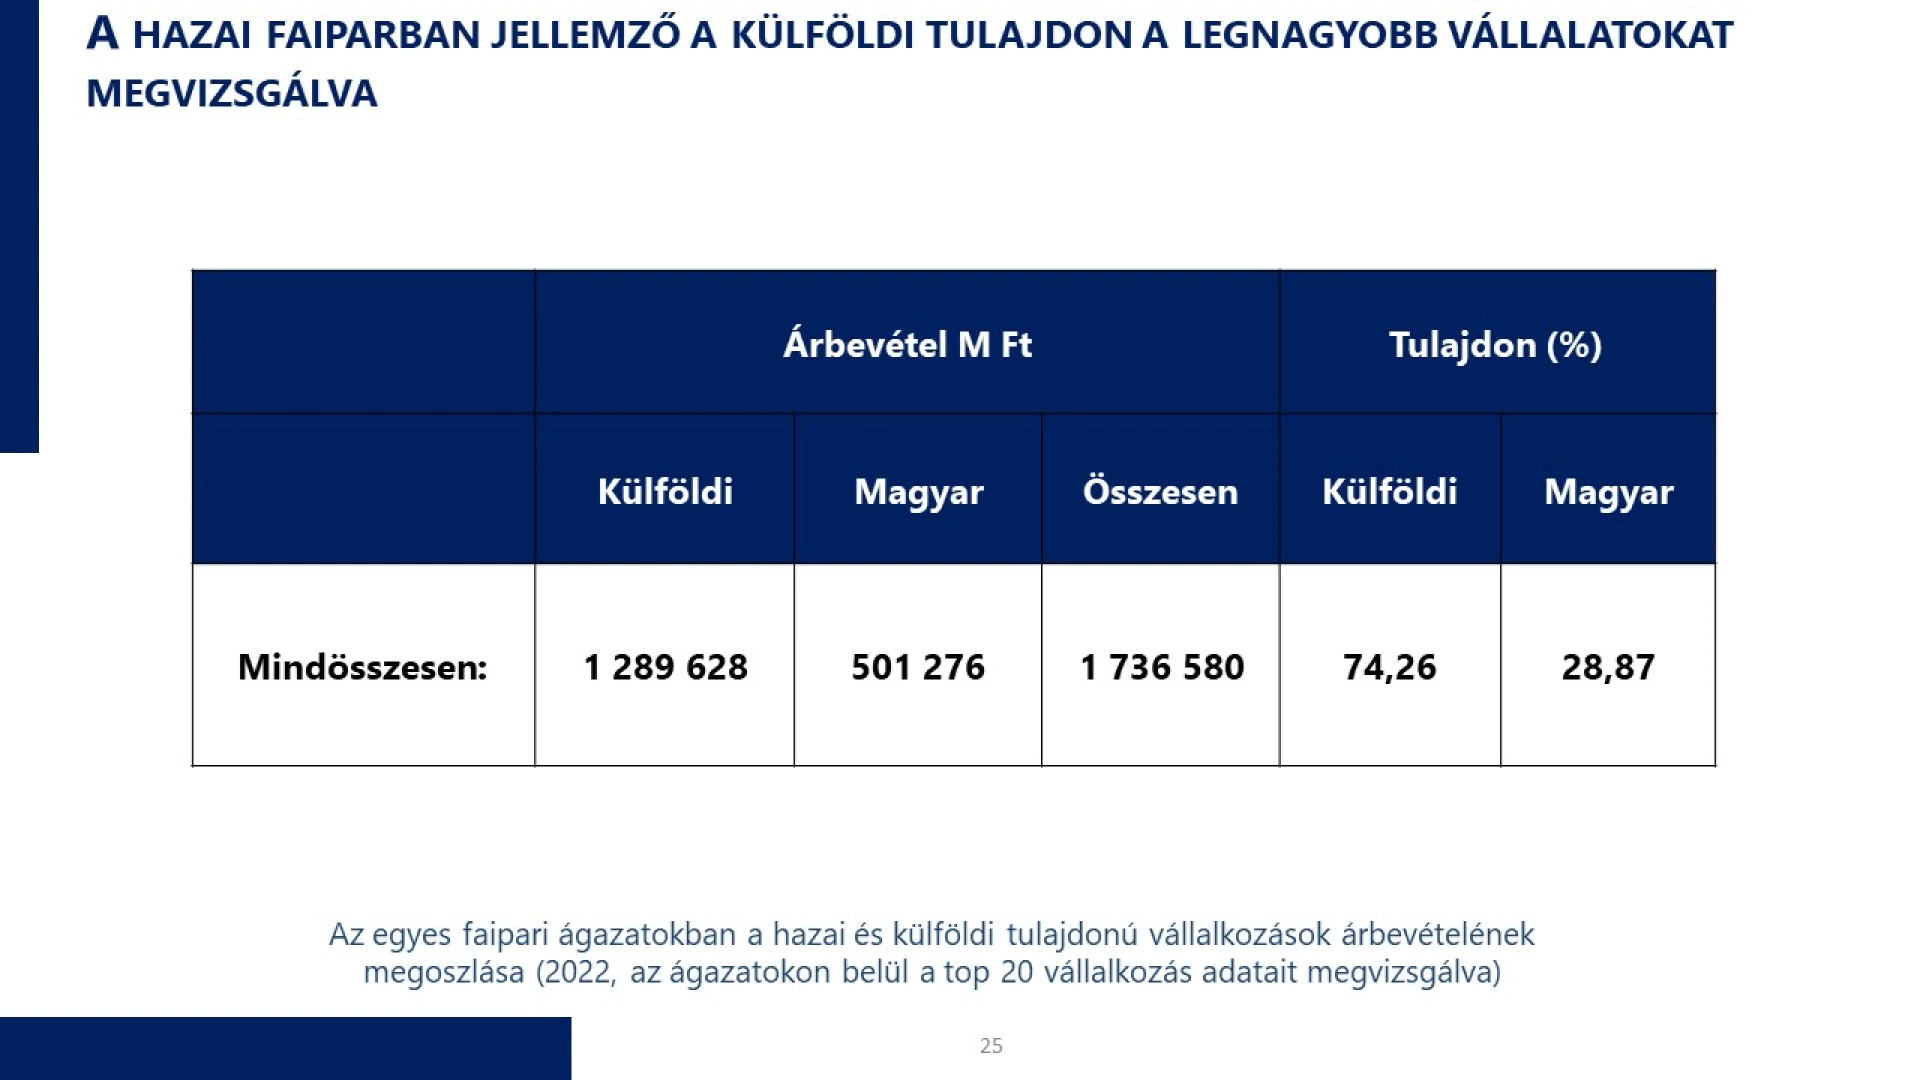 A HAZAI FAIPARBAN JELLEMZŐ A KÜLFÖLDI TULAJDON A LEGNAGYOBB VÁLLALATOKAT
MEGVIZSGÁLVA
Árbevétel M Ft Tulajdon (%)
Külföldi Magyar Összesen Külföldi Magyar
Mindösszesen: 1 289 628 501 276 1 736 580 74,26 28,87
Az egyes faipari ágazatokban a hazai és külföldi tulajdonú vállalkozások árbevételének
megoszlása (2022, az ágazatokon belül a top 20 vállalkozás adatait megvizsgálva)
25